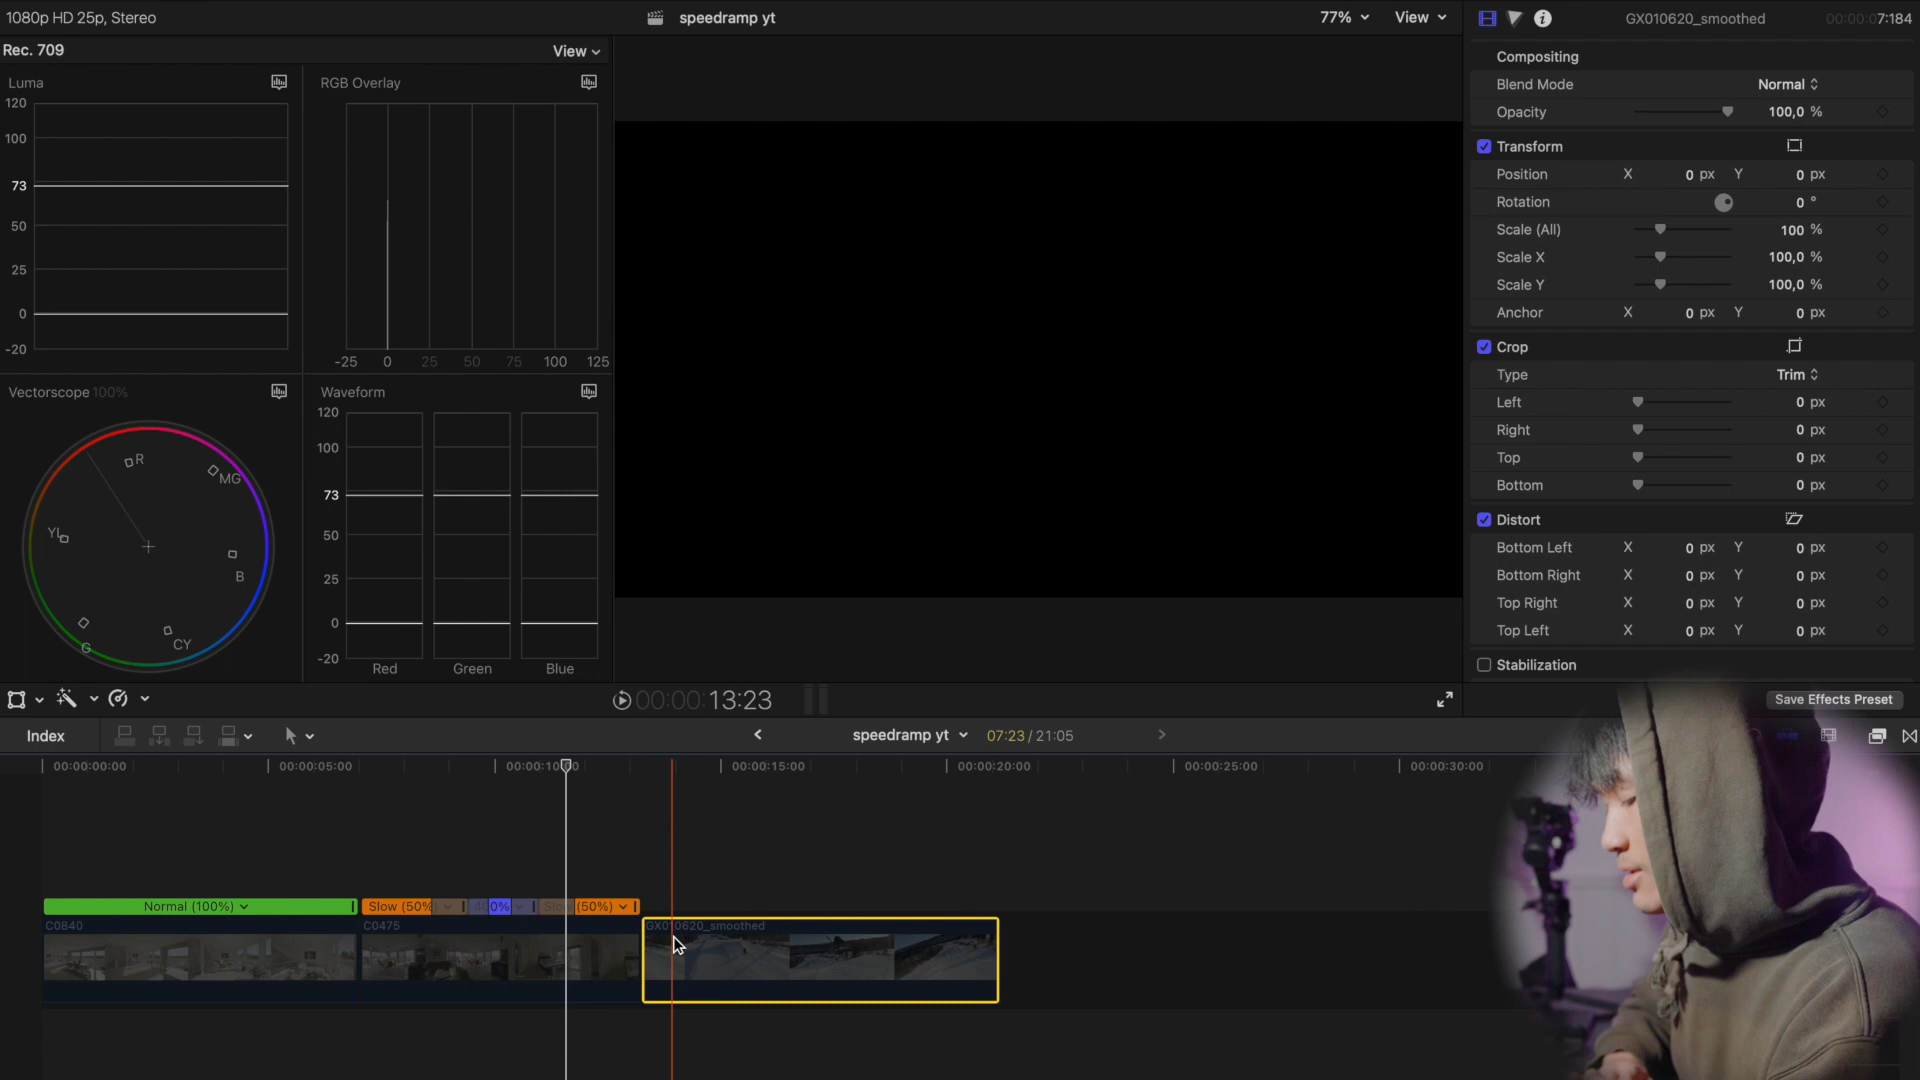 1080p HD 25p, Stereo
speedramp yt
77%
View
GX010620_smoothed
00:00:07:184
Rec. 709
View
Compositing
Blend Mode
Normal
Opacity
100,0 %
Transform
Position
X
0 px
Y
0 px
Rotation
0 °
Scale (All)
100 %
Scale X
100,0 %
Scale Y
100,0 %
Anchor
X
0 px
Y
0 px
Crop
Type
Trim
Left
0 px
Right
0 px
Top
0 px
Bottom
0 px
Distort
Bottom Left
X
0 px
Y
0 px
Bottom Right
X
0 px
Y
0 px
Top Right
X
0 px
Y
0 px
Top Left
X
0 px
Y
0 px
Stabilization
Save Effects Preset
Luma
120
100
73
50
25
0
-20
RGB Overlay
-25 0 25 50 75 100 125
Vectorscope 100%
R
MG
YL
B
G
CY
Waveform
120
100
73
50
25
0
-20
Red
Green
Blue
00:00:13:23
Index
speedramp yt
07:23 / 21:05
00:00:00:00
00:00:05:00
00:00:10:00
00:00:15:00
00:00:20:00
00:00:25:00
00:00:30:00
Normal (100%)
Slow (50%)
(50%)
C0840
C0475
GX010620_smoothed